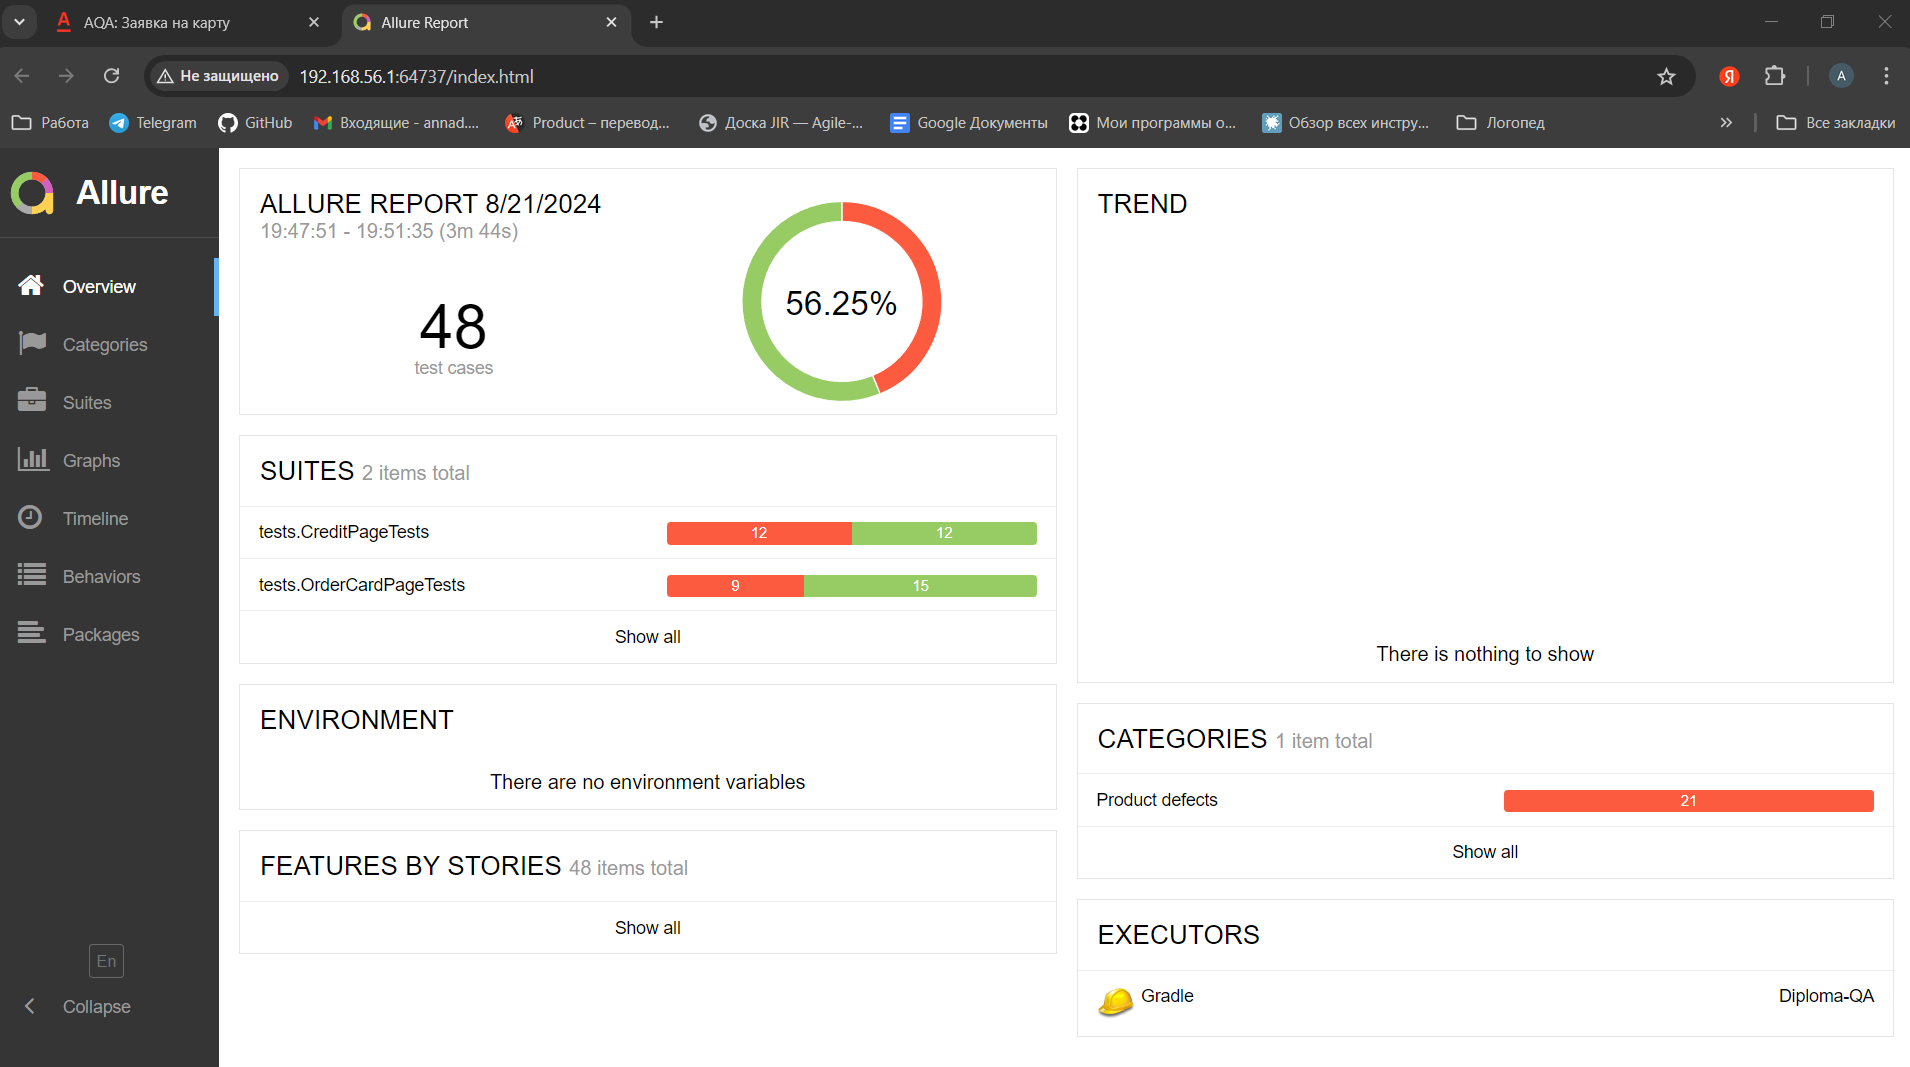 AQA: Заявка на карту
Allure Report
Не защищено
192.168.56.1:64737/index.html
Я
A
Работа
Telegram
GitHub
Входящие - annad....
Product – перевод...
Доска JIR — Agile-...
Google Документы
Мои программы о...
Обзор всех инстру...
Логопед
Все закладки
Allure
Overview
Categories
Suites
Graphs
Timeline
Behaviors
Packages
En
Collapse
ALLURE REPORT 8/21/2024
19:47:51 - 19:51:35 (3m 44s)
48
test cases
56.25%
SUITES 2 items total
tests.CreditPageTests 12 12
tests.OrderCardPageTests 9 15
Show all
ENVIRONMENT
There are no environment variables
FEATURES BY STORIES 48 items total
Show all
TREND
There is nothing to show
CATEGORIES 1 item total
Product defects 21
Show all
EXECUTORS
Gradle Diploma-QA